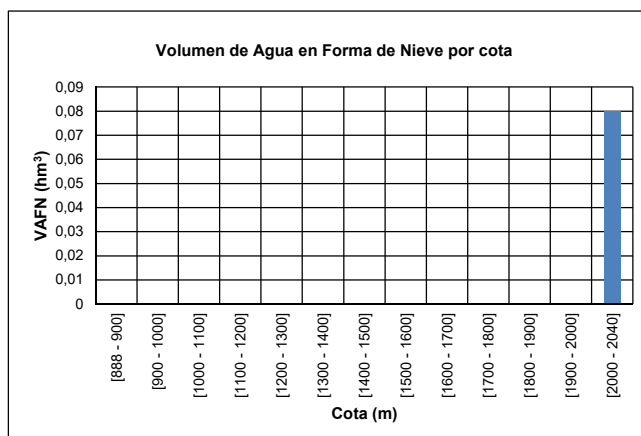 Volumen de Agua en Forma de Nieve por cota
VAFN (hm³)
0,09
0,08
0,07
0,06
0,05
0,04
0,03
0,02
0,01
0
[888 - 900]
[900 - 1000]
[1000 - 1100]
[1100 - 1200]
[1200 - 1300]
[1300 - 1400]
[1400 - 1500]
[1500 - 1600]
[1600 - 1700]
[1700 - 1800]
[1800 - 1900]
[1900 - 2000]
[2000 - 2040]
Cota (m)